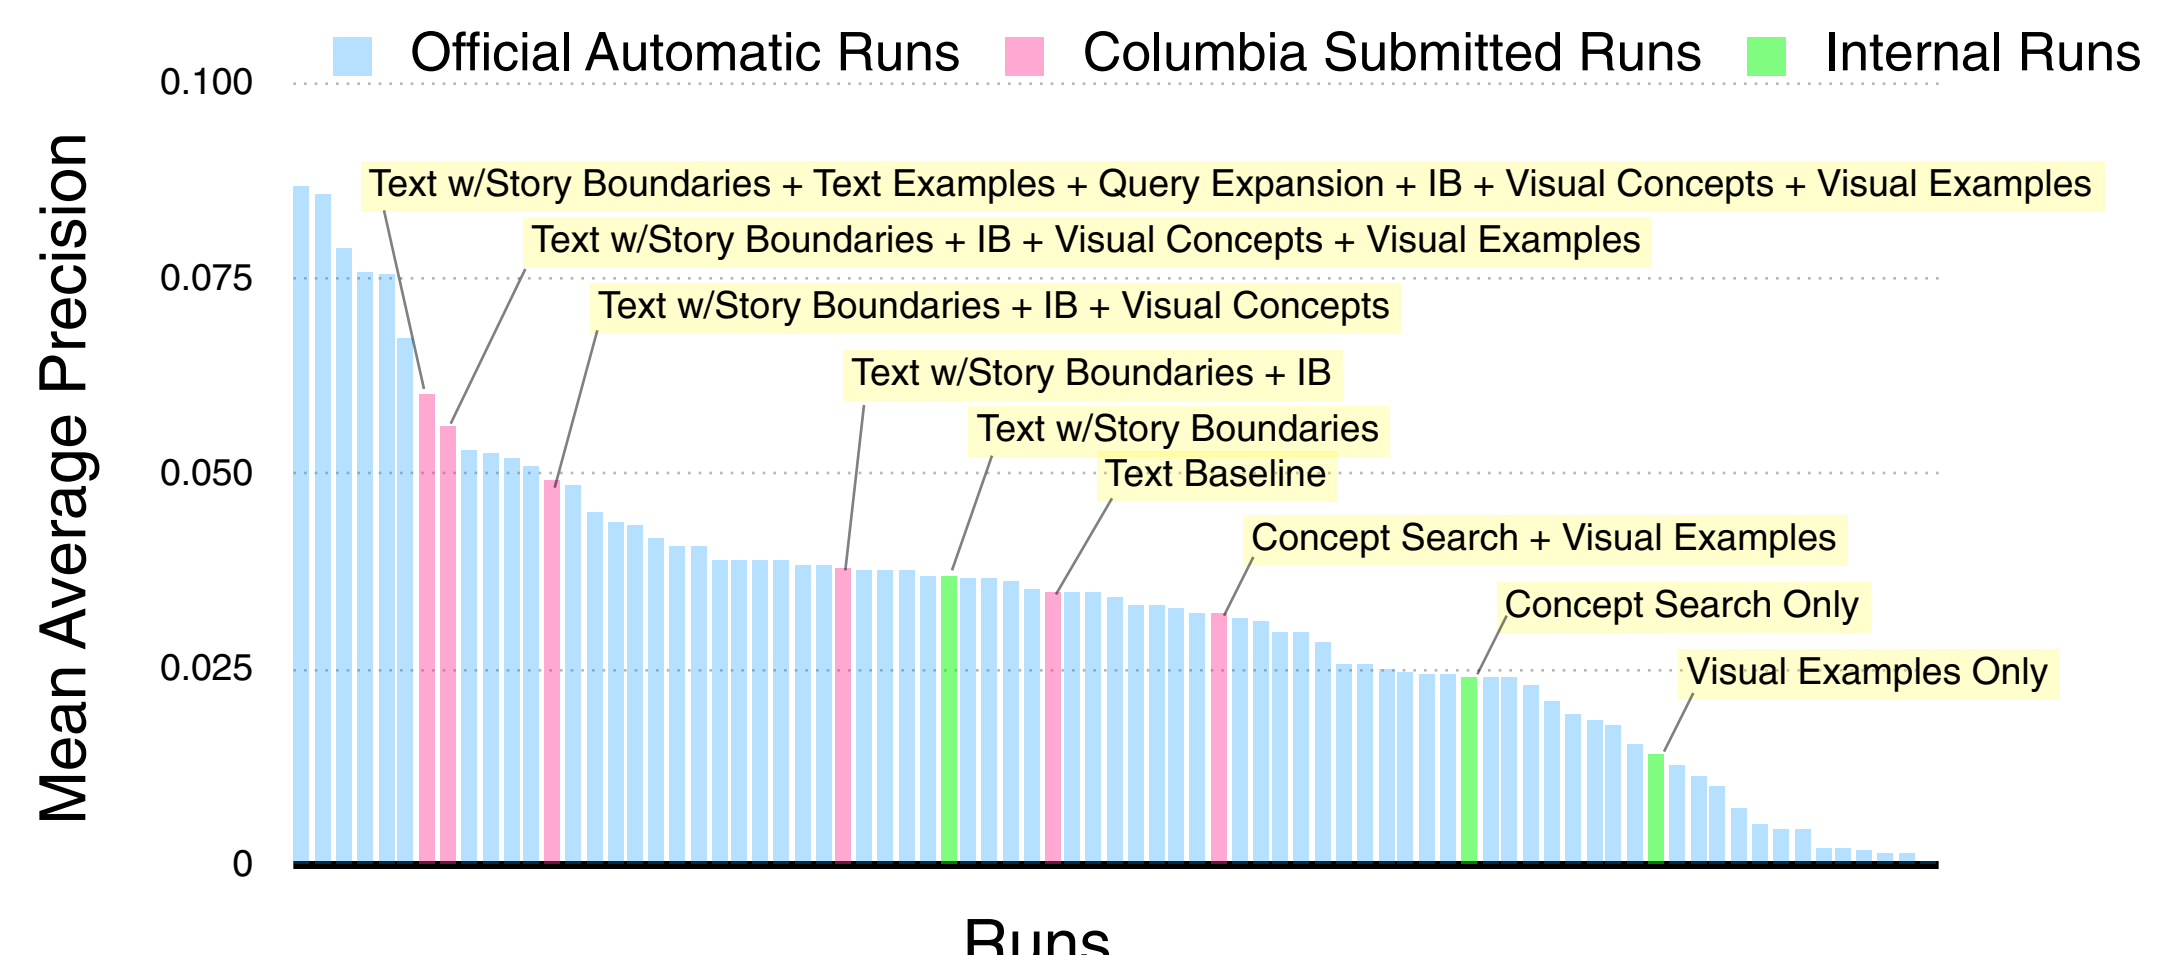 Official Automatic Runs
Columbia Submitted Runs
Internal Runs
0.100
0.075
0.050
0.025
0
Mean Average Precision
Text w/Story Boundaries + Text Examples + Query Expansion + IB + Visual Concepts + Visual Examples
Text w/Story Boundaries + IB + Visual Concepts + Visual Examples
Text w/Story Boundaries + IB + Visual Concepts
Text w/Story Boundaries + IB
Text w/Story Boundaries
Text Baseline
Concept Search + Visual Examples
Concept Search Only
Visual Examples Only
Runs